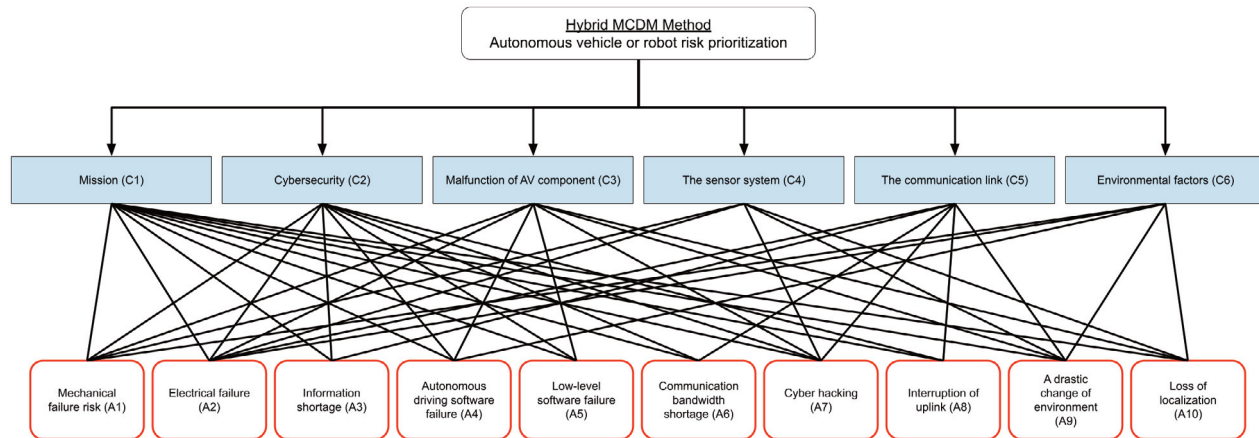 Hybrid MCDM Method
Autonomous vehicle or robot risk prioritization
Mission (C1)
Cybersecurity (C2)
Malfunction of AV component (C3)
The sensor system (C4)
The communication link (C5)
Environmental factors (C6)
Mechanical
failure risk (A1)
Electrical failure (A2)
Information
shortage (A3)
Autonomous
driving software
failure (A4)
Low-level
software failure
(A5)
Communication
bandwidth
shortage (A6)
Cyber hacking
(A7)
Interruption of
uplink (A8)
A drastic
change of
environment
(A9)
Loss of
localization
(A10)